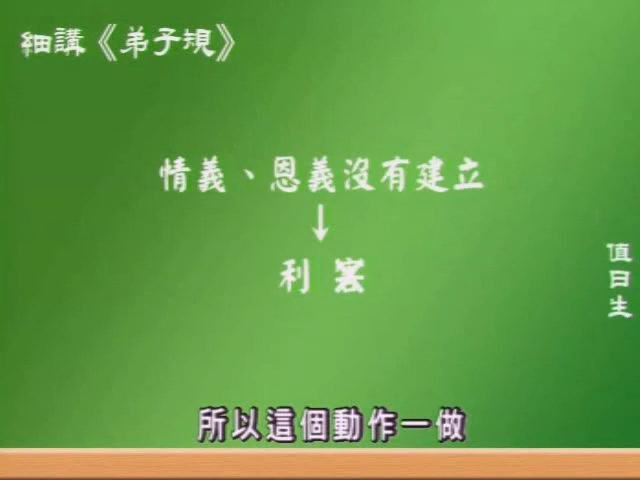 細講《弟子規》
情義、恩義沒有建立
↓
利害
值日生
所以這個動作一做